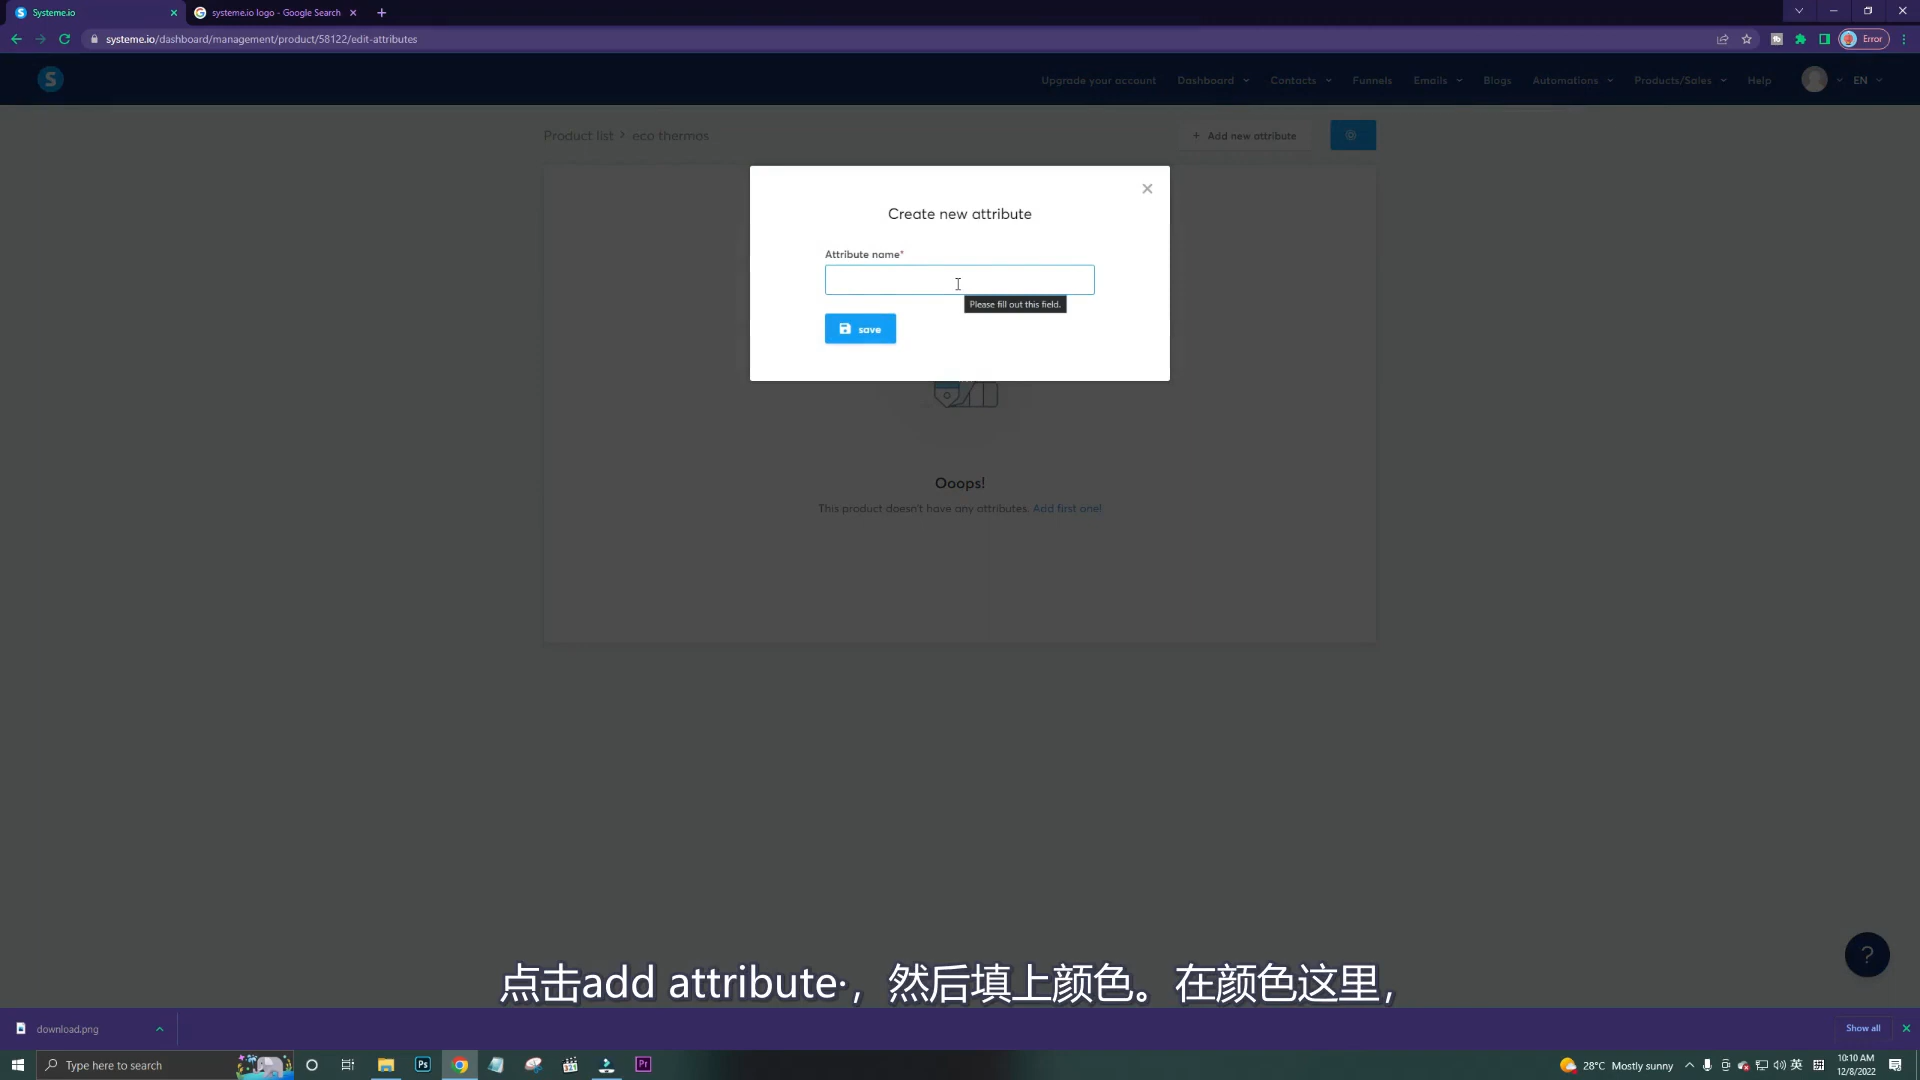 Systeme.io
systeme.io logo - Google Search
systeme.io/dashboard/management/product/58122/edit-attributes
Error
S
Upgrade your account
Dashboard
Contacts
Funnels
Emails
Blogs
Automations
Products/Sales
Help
EN
Product list > eco thermos
+ Add new attribute
Create new attribute
Attribute name*
Please fill out this field.
save
Ooops!
This product doesn't have any attributes. Add first one!
?
点击add attribute·，然后填上颜色。在颜色这里，
download.png
Show all
Type here to search
Ps
321
Pr
28°C Mostly sunny
英
10:10 AM
12/8/2022